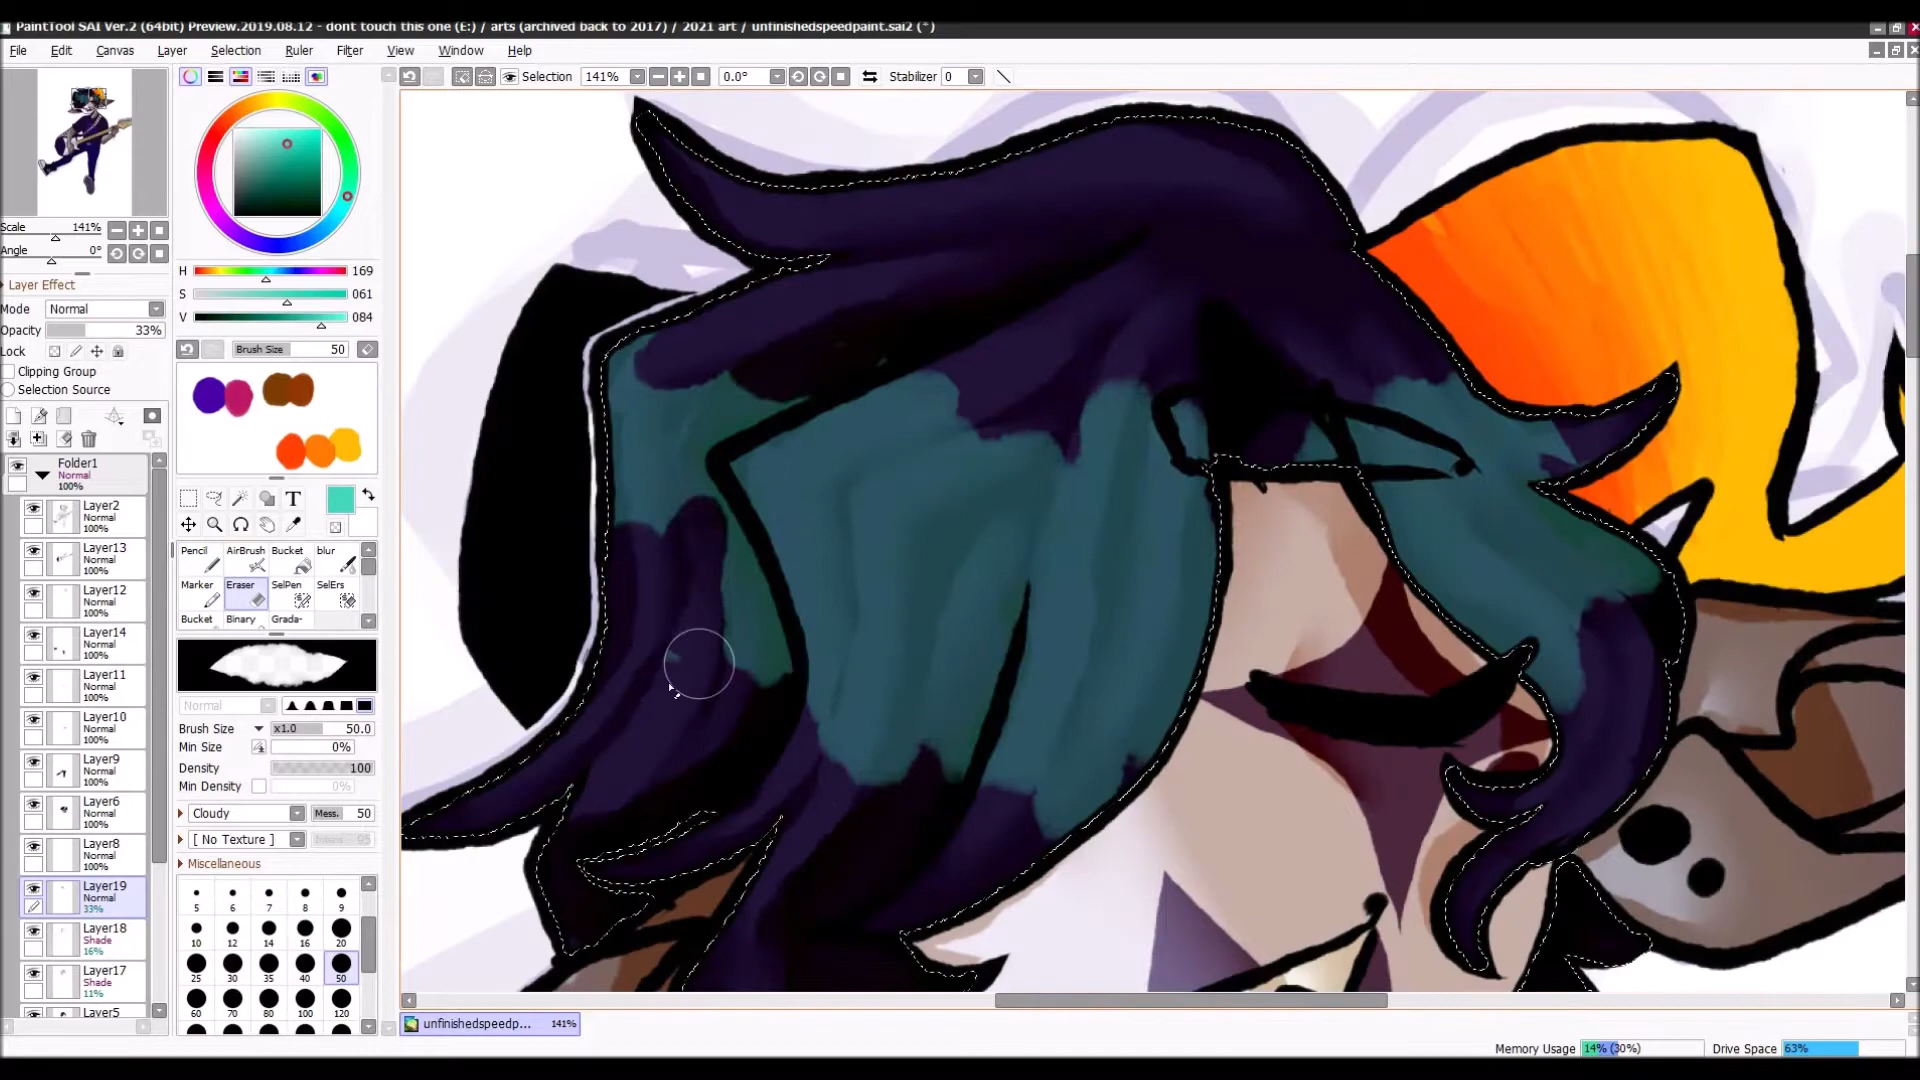 PaintTool SAI Ver.2 (64bit) Preview.2019.08.12 - dont touch this one (E:) / arts (archived back to 2017) / 2021 art / unfinishedspeedpaint.sai2 (*)
File Edit Canvas Layer Selection Ruler Filter View Window Help
Selection 141% 0.0° Stabilizer 0
Scale 141%
Angle 0°
Layer Effect
Mode Normal
Opacity 33%
Lock
Clipping Group
Selection Source
Folder1
Normal
100%
Layer2
Normal
100%
Layer13
Normal
100%
Layer12
Normal
100%
Layer14
Normal
100%
Layer11
Normal
100%
Layer10
Normal
100%
Layer9
Normal
100%
Layer6
Normal
100%
Layer8
Normal
100%
Layer19
Normal
33%
Layer18
Shade
16%
Layer17
Shade
11%
Layer5
H 169
S 061
V 084
Brush Size 50
T
Pencil AirBrush Bucket blur
Marker Eraser SelPen SelErs
Bucket Binary Grada-
Normal
Brush Size x1.0 50.0
Min Size 0%
Density 100
Min Density 0%
Cloudy Mess. 50
[ No Texture ] 95
Miscellaneous
5 6 7 8 9
10 12 14 16 20
25 30 35 40 50
60 70 80 100 120
unfinishedspeedp... 141%
Memory Usage 14% (30%) Drive Space 63%